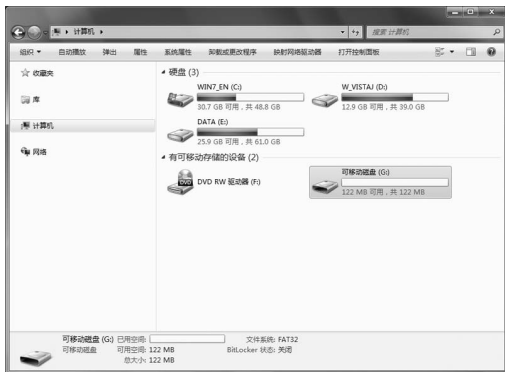 计算机
搜索 计算机
组织 自动播放 弹出 属性 系统属性 卸载或更改程序 映射网络驱动器 打开控制面板
收藏夹
库
计算机
网络
硬盘 (3)
WIN7_EN (C:)
30.7 GB 可用，共 48.8 GB
W_VISTAJ (D:)
12.9 GB 可用，共 39.0 GB
DATA (E:)
25.9 GB 可用，共 61.0 GB
有可移动存储的设备 (2)
DVD
DVD RW 驱动器 (F:)
可移动磁盘 (G:)
122 MB 可用，共 122 MB
可移动磁盘 (G:) 已用空间: 文件系统: FAT32
可移动磁盘 可用空间: 122 MB BitLocker 状态: 关闭
总大小: 122 MB